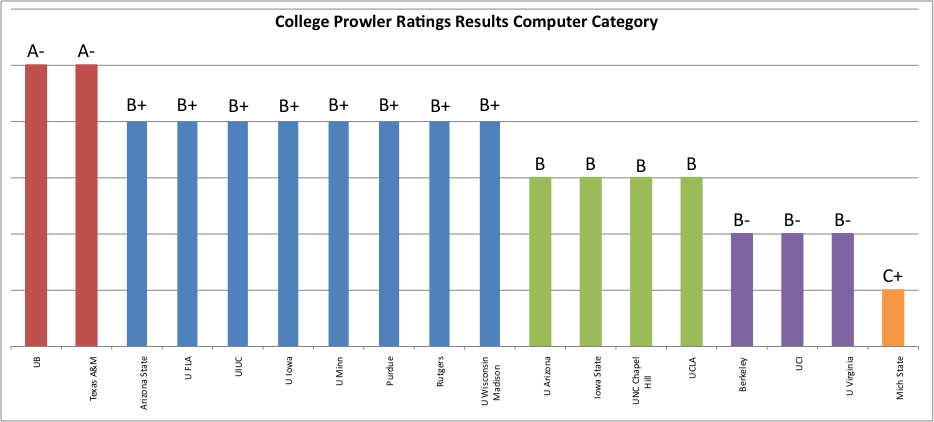 College Prowler Ratings Results Computer Category
A-
A-
B+
B+
B+
B+
B+
B+
B+
B+
B
B
B
B
B-
B-
B-
C+
UB
Texas A&M
Arizona State
U FLA
UIUC
U Iowa
U Minn
Purdue
Rutgers
U Wisconsin
Madison
U Arizona
Iowa State
UNC Chapel
Hill
UCLA
Berkeley
UCI
U Virginia
Mich State